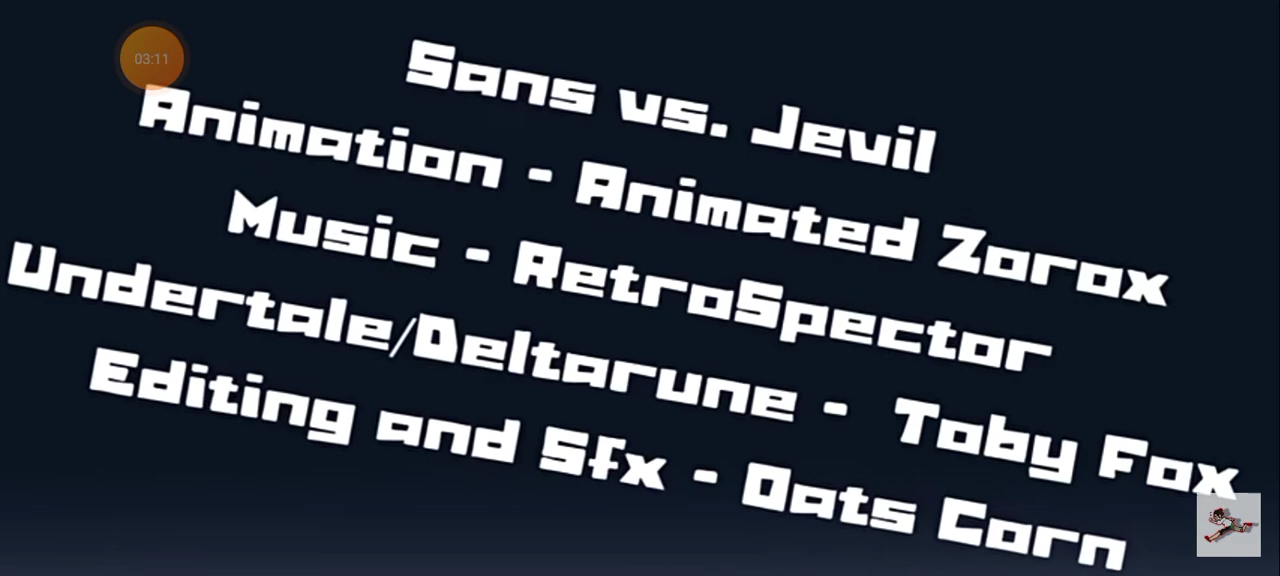 03:11
Sans vs. Jevil
Animation - Animated Zorox
Music - RetroSpector
Undertale/Deltarune - Toby Fox
Editing and Sfx - Oats Corn